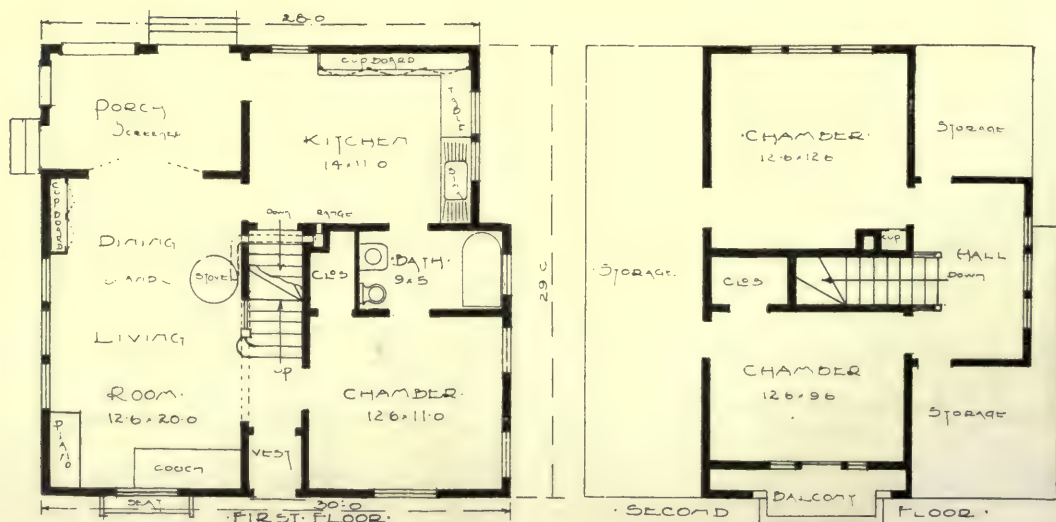 28·0
PORCH
SCREENED
CUPBOARD
TABLE
KITCHEN
14×11·0
SINK
CUPBOARD
DOWN
RANGE
DINING
AND
LIVING
ROOM·
12·6×20·0
STOVE
CLOS
·BATH·
9×5
UP
CHAMBER·
12·6×11·0
PIANO
COUCH
VEST
SEAT
30·0
·FIRST·FLOOR·
29·0
·CHAMBER·
12·6×12·6
STORAGE
STORAGE·
CUP
HALL
DOWN
CLOS
CHAMBER
12·6×9·6
STORAGE
BALCONY
·SECOND FLOOR·